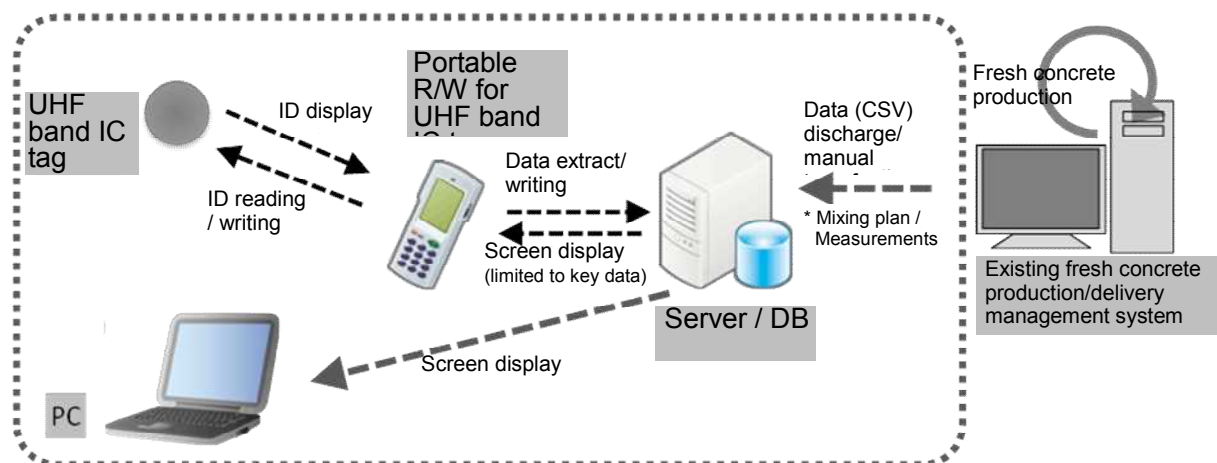 UHF
band IC
tag
ID display
ID reading
/ writing
Portable
R/W for
UHF band
Data extract/
writing
Screen display
(limited to key data)
Server / DB
Data (CSV)
discharge/
manual
* Mixing plan /
Measurements
Fresh concrete
production
Existing fresh concrete
production/delivery
management system
Screen display
PC